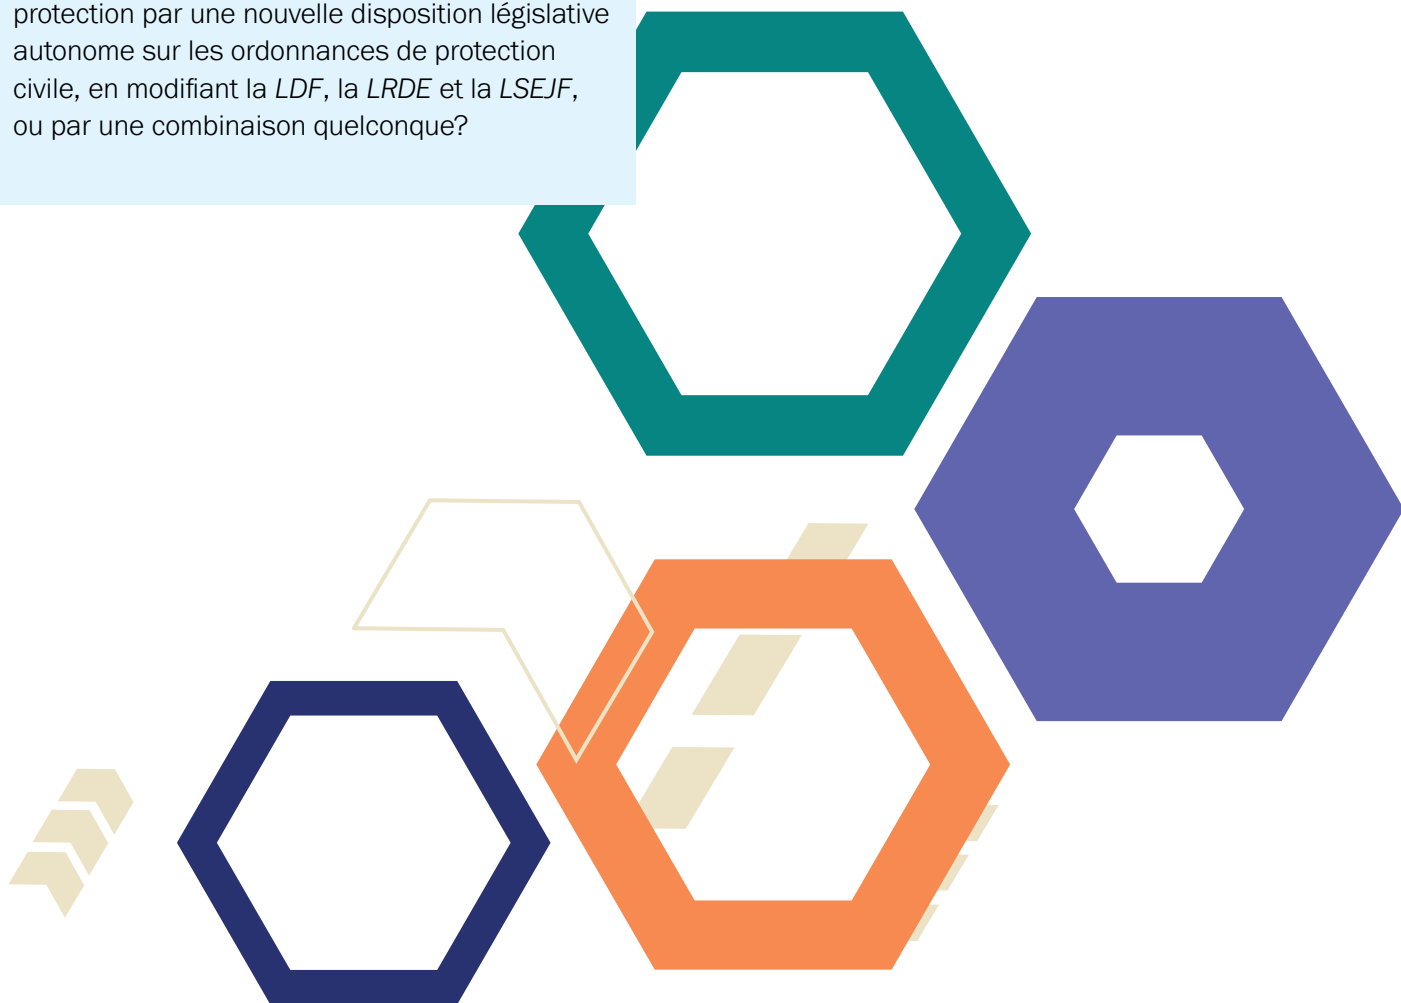 protection par une nouvelle disposition législative
autonome sur les ordonnances de protection
civile, en modifiant la LDF, la LRDE et la LSEJF,
ou par une combinaison quelconque?